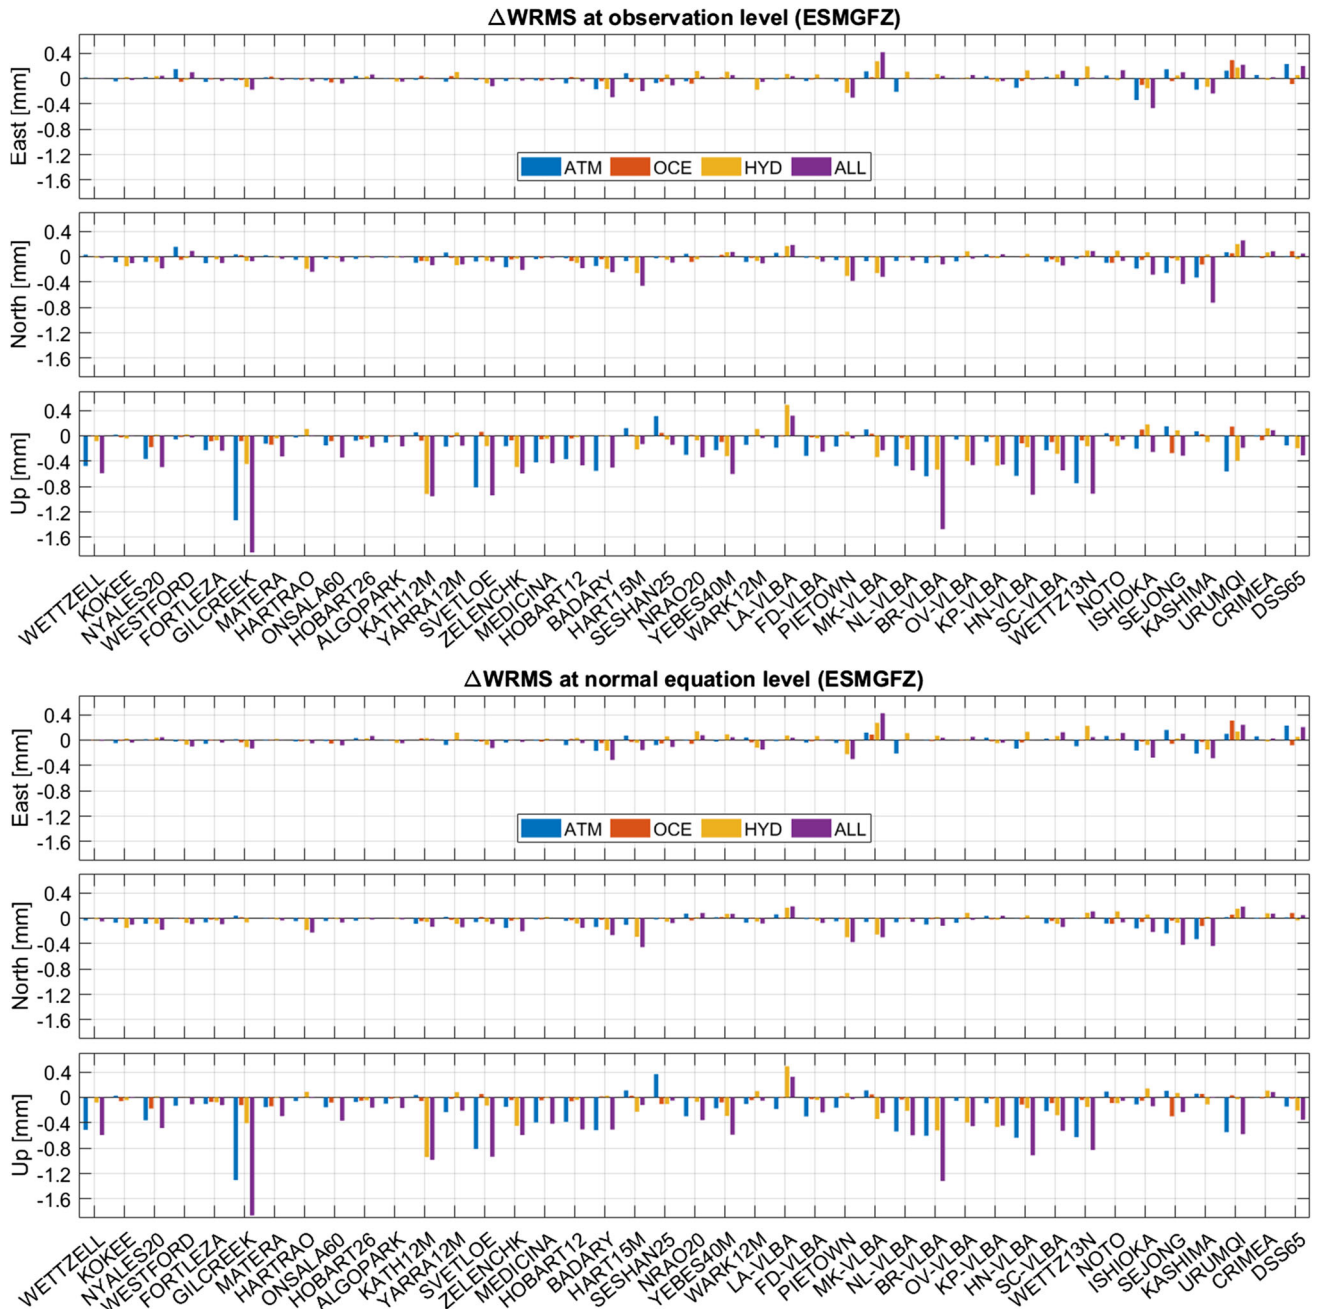 △WRMS at observation level (ESMGFZ)
East [mm]
0.4
0
-0.4
-0.8
-1.2
-1.6
ATM OCE HYD ALL
North [mm]
0.4
0
-0.4
-0.8
-1.2
-1.6
Up [mm]
0.4
0
-0.4
-0.8
-1.2
-1.6
WETTZELL
KOKEE
NYALES20
WESTFORD
FORTLEZA
GILCREEK
MATERA
HARTRAO
ONSALA60
HOBART26
ALGOPARK
KATH12M
YARRA12M
SVETLOE
ZELENCHK
MEDICINA
HOBART12
BADARY
HART15M
SESHAN25
NRAO20
YEBES40M
WARK12M
LA-VLBA
FD-VLBA
PIETOWN
MK-VLBA
NL-VLBA
BR-VLBA
OV-VLBA
KP-VLBA
HN-VLBA
SC-VLBA
WETTZ13N
NOTO
ISHIOKA
SEJONG
KASHIMA
URUMQI
CRIMEA
DSS65
△WRMS at normal equation level (ESMGFZ)
East [mm]
0.4
0
-0.4
-0.8
-1.2
-1.6
ATM OCE HYD ALL
North [mm]
0.4
0
-0.4
-0.8
-1.2
-1.6
Up [mm]
0.4
0
-0.4
-0.8
-1.2
-1.6
WETTZELL
KOKEE
NYALES20
WESTFORD
FORTLEZA
GILCREEK
MATERA
HARTRAO
ONSALA60
HOBART26
ALGOPARK
KATH12M
YARRA12M
SVETLOE
ZELENCHK
MEDICINA
HOBART12
BADARY
HART15M
SESHAN25
NRAO20
YEBES40M
WARK12M
LA-VLBA
FD-VLBA
PIETOWN
MK-VLBA
NL-VLBA
BR-VLBA
OV-VLBA
KP-VLBA
HN-VLBA
SC-VLBA
WETTZ13N
NOTO
ISHIOKA
SEJONG
KASHIMA
URUMQI
CRIMEA
DSS65